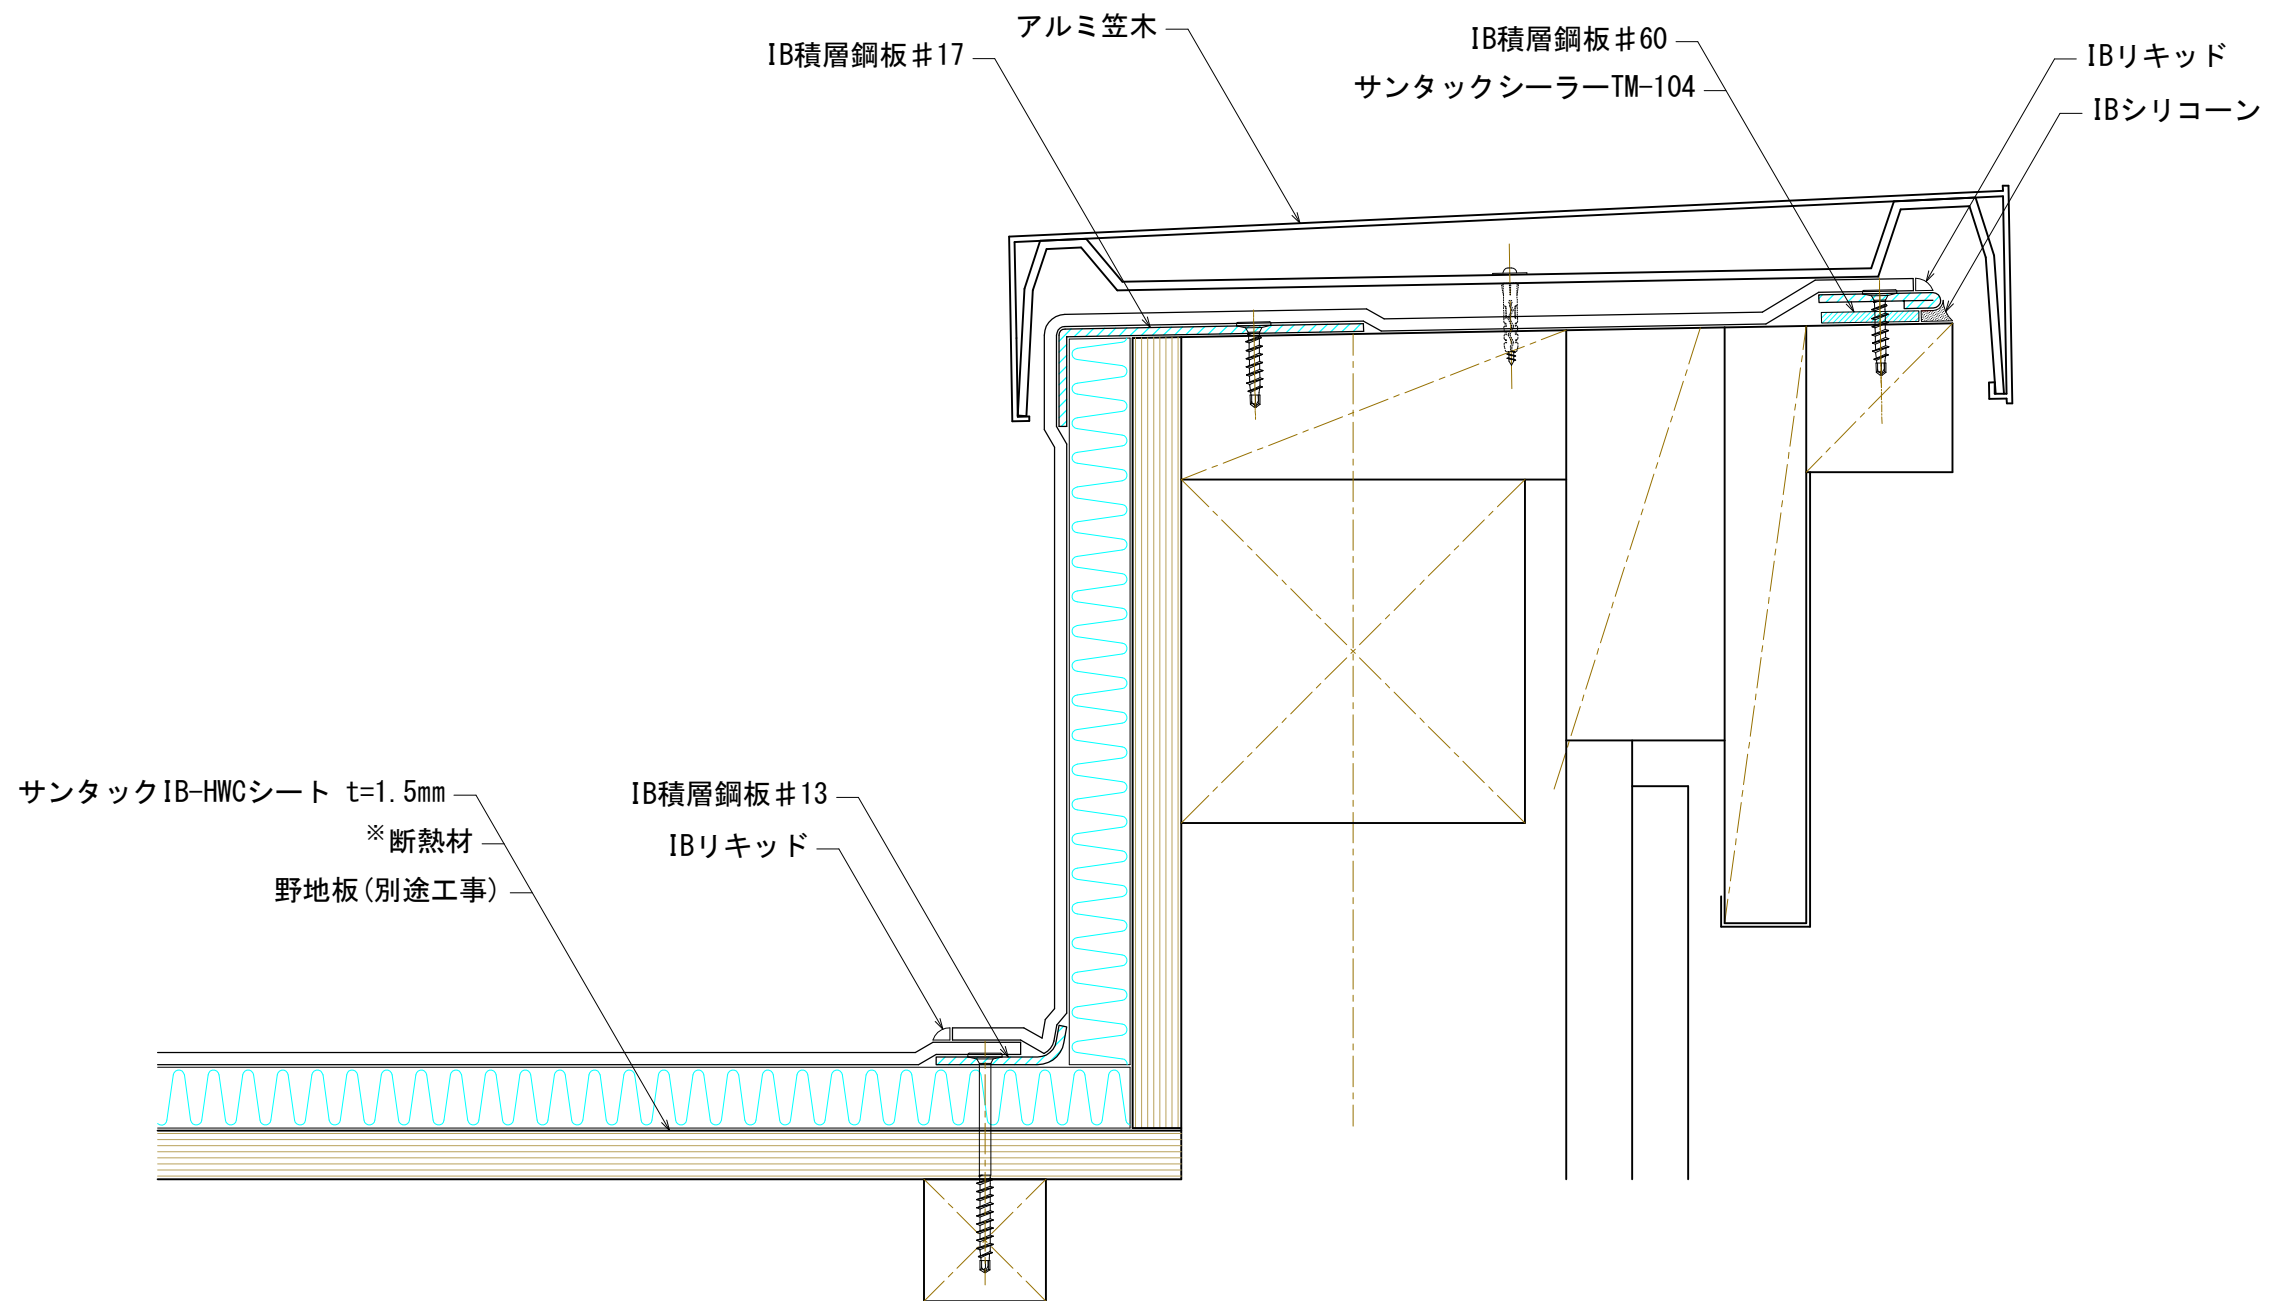 アルミ笠木
IB積層鋼板♯17
IB積層鋼板♯60
サンタックシーラーTM-104
IBリキッド
IBシリコーン
サンタックIB-HWCシート t=1.5mm
※断熱材
野地板(別途工事)
IB積層鋼板♯13
IBリキッド